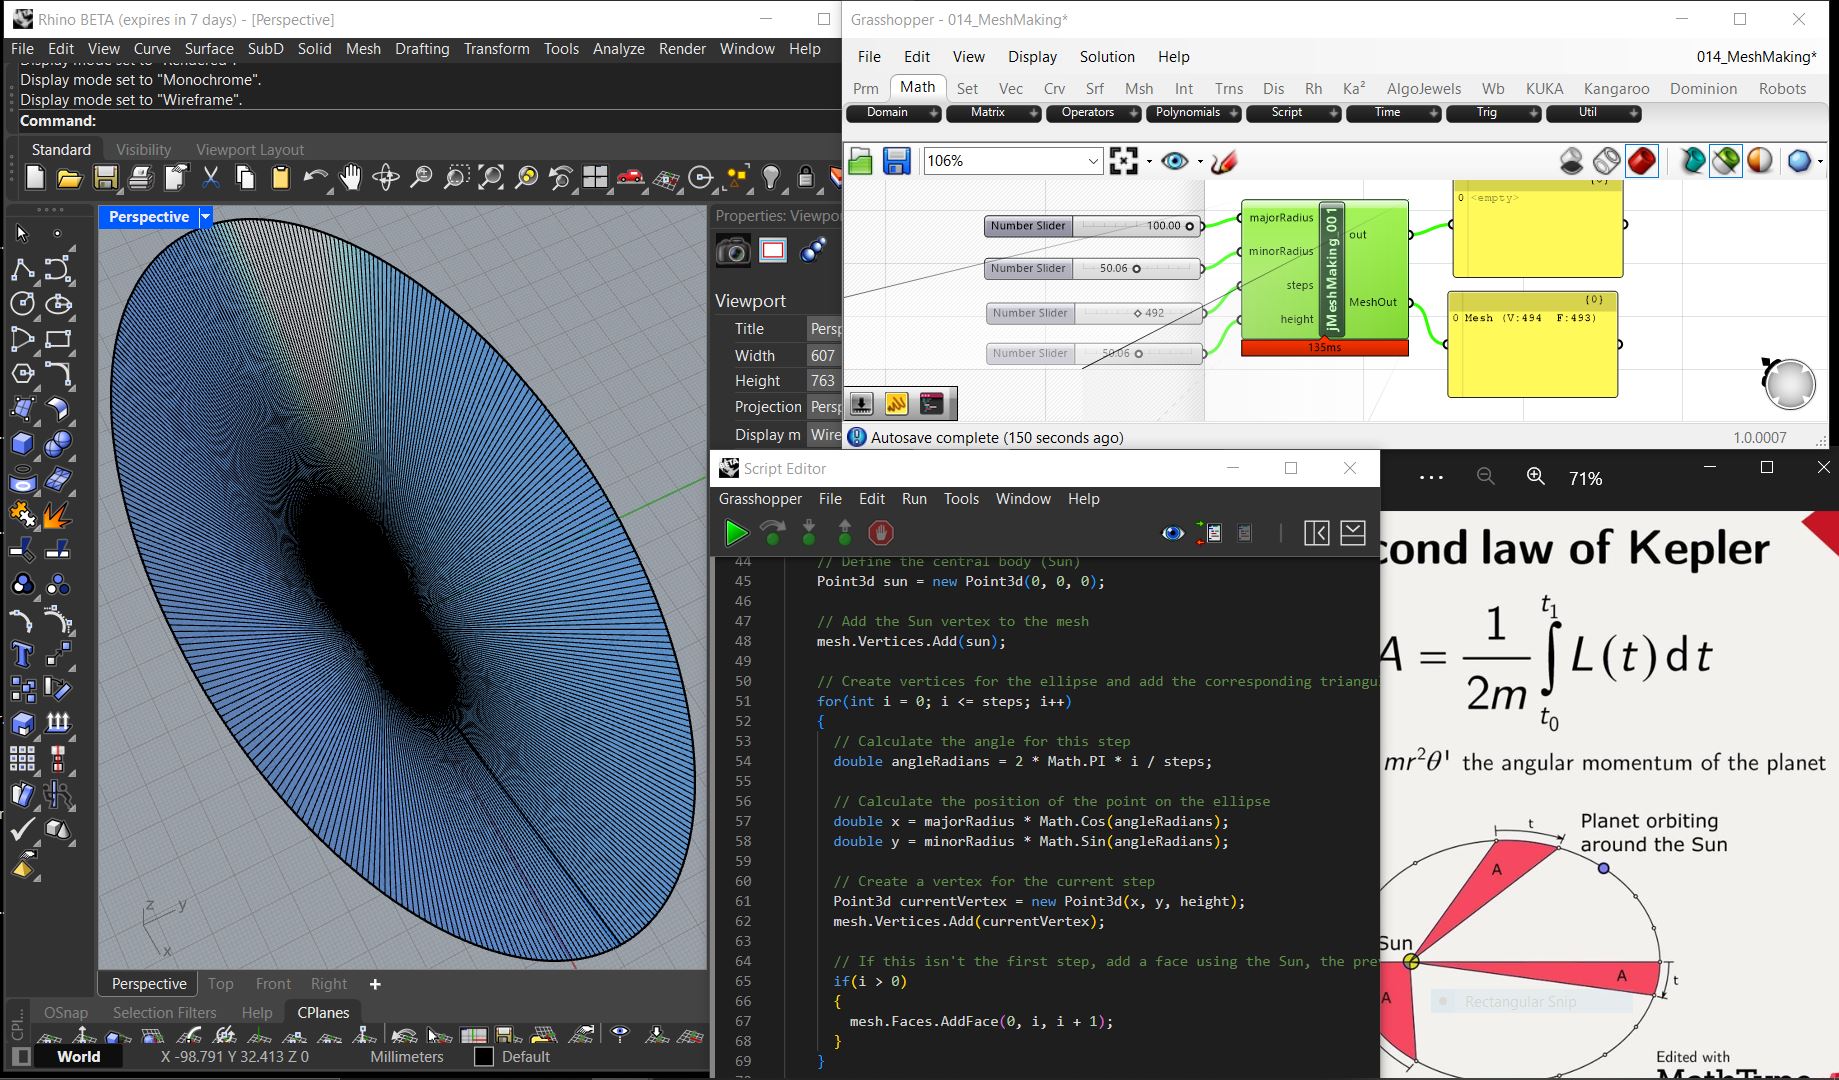 Rhino BETA (expires in 7 days) - [Perspective]
File Edit View Curve Surface SubD Solid Mesh Drafting Transform Tools Analyze Render Window Help
Display mode set to "Rendered".
Display mode set to "Monochrome".
Display mode set to "Wireframe".
Command:
Standard Visibility Viewport Layout
Perspective
Properties: Viewpo
Viewport
Title Persp
Width 607
Height 763
Projection Persp
Display m Wire
z y
x
Perspective Top Front Right
OSnap Selection Filters Help CPlanes
CPl...
World X -98.791 Y 32.413 Z 0 Millimeters Default
Grasshopper - 014_MeshMaking*
File Edit View Display Solution Help 014_MeshMaking*
Prm Math Set Vec Crv Srf Msh Int Trns Dis Rh Ka² AlgoJewels Wb KUKA Kangaroo Dominion Robots
Domain Matrix Operators Polynomials Script Time Trig Util
106%
Number Slider 100.00
Number Slider 50.06
Number Slider 492
Number Slider 50.06
majorRadius
minorRadius
steps
height
jMeshMaking_001
out
MeshOut
135ms
{0}
0 <empty>
{0}
0 Mesh (V:494 F:493)
Autosave complete (150 seconds ago) 1.0.0007
BETA Script Editor
Grasshopper File Edit Run Tools Window Help
44 // Define the central body (Sun)
45 Point3d sun = new Point3d(0, 0, 0);
46
47 // Add the Sun vertex to the mesh
48 mesh.Vertices.Add(sun);
49
50 // Create vertices for the ellipse and add the corresponding triangu
51 for(int i = 0; i <= steps; i++)
52 {
53 // Calculate the angle for this step
54 double angleRadians = 2 * Math.PI * i / steps;
55
56 // Calculate the position of the point on the ellipse
57 double x = majorRadius * Math.Cos(angleRadians);
58 double y = minorRadius * Math.Sin(angleRadians);
59
60 // Create a vertex for the current step
61 Point3d currentVertex = new Point3d(x, y, height);
62 mesh.Vertices.Add(currentVertex);
63
64 // If this isn't the first step, add a face using the Sun, the pre
65 if(i > 0)
66 {
67 mesh.Faces.AddFace(0, i, i + 1);
68 }
69 }
71%
cond law of Kepler
A = 1/2m ∫ t₀ t₁ L(t)dt
mr²θ' the angular momentum of the planet
t
Planet orbiting
around the Sun
A
Sun
A
t
A
Rectangular Snip
Edited with
MathType